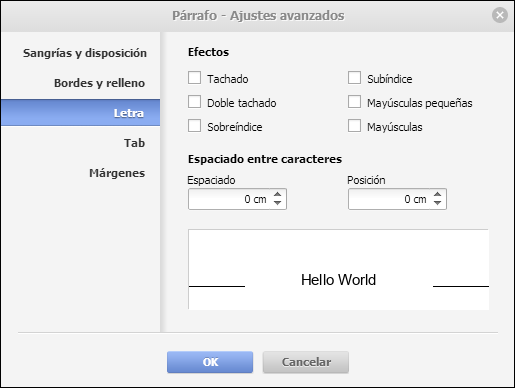 Párrafo - Ajustes avanzados
Sangrías y disposición
Bordes y relleno
Letra
Tab
Márgenes
Efectos
Tachado
Subíndice
Doble tachado
Mayúsculas pequeñas
Sobreíndice
Mayúsculas
Espaciado entre caracteres
Espaciado
Posición
0 cm
0 cm
Hello World
OK
Cancelar